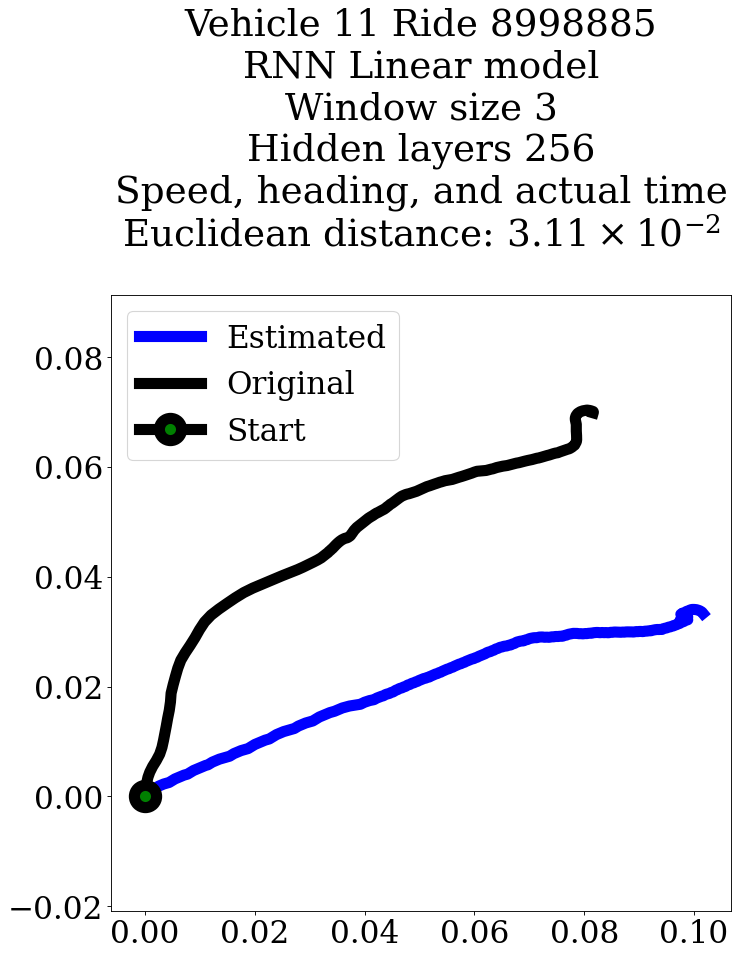 Vehicle 11 Ride 8998885
RNN Linear model
Window size 3
Hidden layers 256
Speed, heading, and actual time
Euclidean distance: 3.11 × 10⁻²
Estimated
Original
Start
0.08
0.06
0.04
0.02
0.00
−0.02
0.00 0.02 0.04 0.06 0.08 0.10